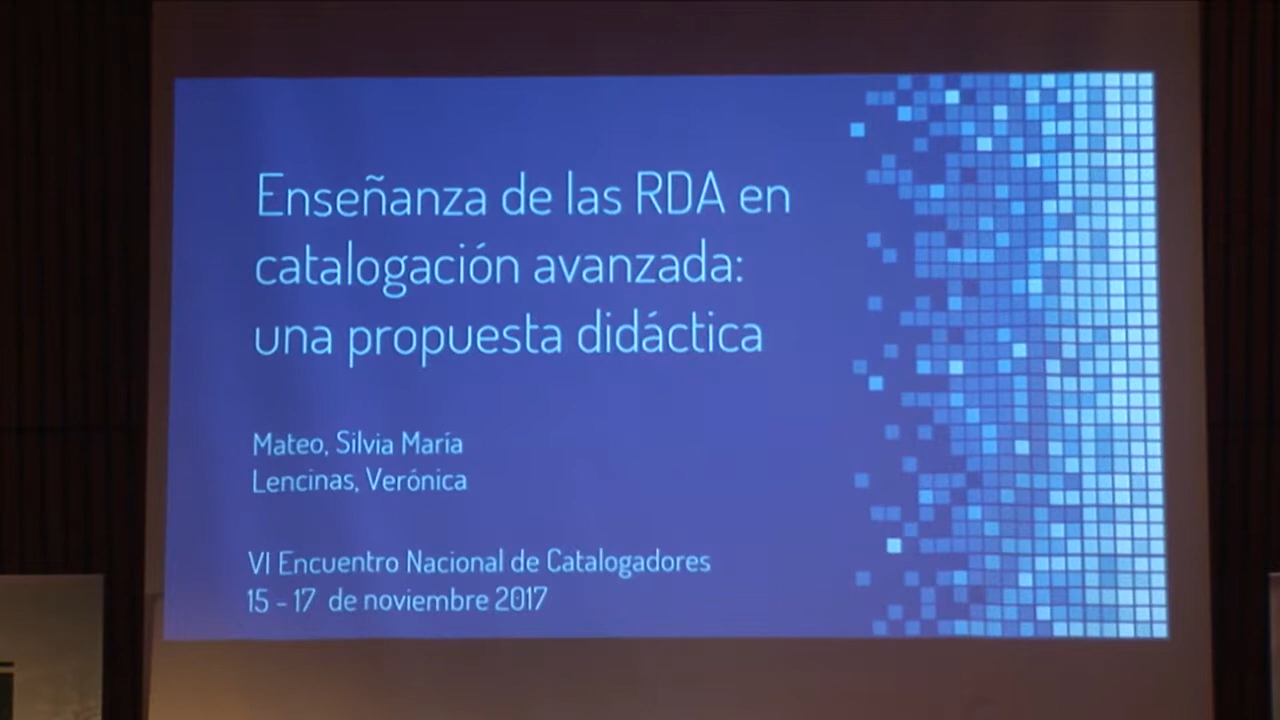 Enseñanza de las RDA en
catalogación avanzada:
una propuesta didáctica
Mateo, Silvia María
Lencinas, Verónica
VI Encuentro Nacional de Catalogadores
15 - 17 de noviembre 2017